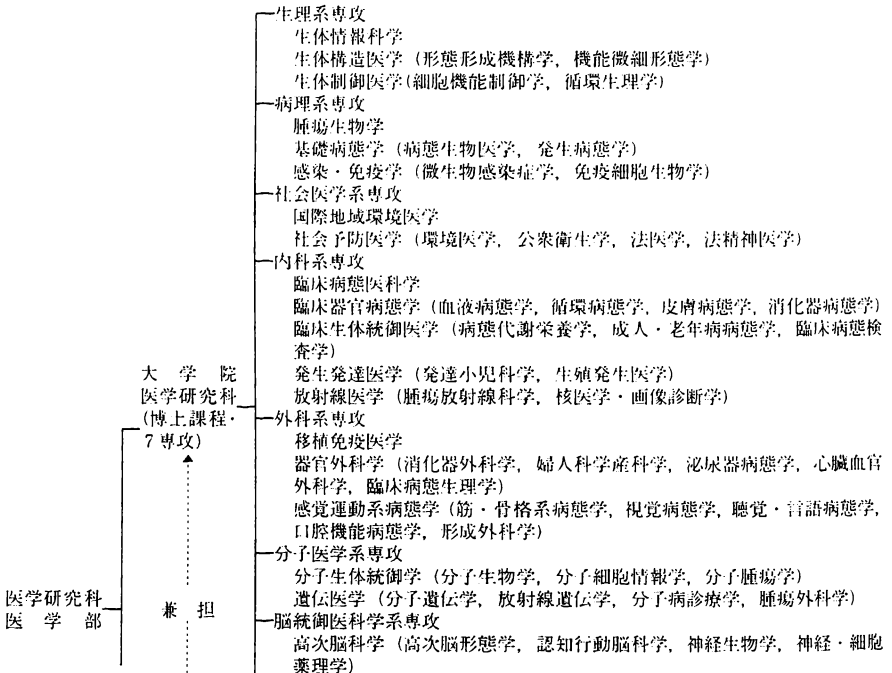 生理系専攻
生体情報科学
生体構造医学（形態形成機構学，機能微細形態学）
生体制御医学（細胞機能制御学，循環生理学）
病理系専攻
腫瘍生物学
基礎病態学（病態生物医学，発生病態学）
感染・免疫学（微生物感染症学，免疫細胞生物学）
社会医学系専攻
国際地域環境医学
社会予防医学（環境医学，公衆衛生学，法医学，法精神医学）
内科系専攻
臨床病態医科学
臨床器官病態学（血液病態学，循環病態学，皮膚病態学，消化器病態学）
臨床生体統御医学（病態代謝栄養学，成人・老年病病態学，臨床病態検
査学）
発生発達医学（発達小児科学，生殖発生医学）
放射線医学（腫瘍放射線科学，核医学・画像診断学）
大学院
医学研究科
(博士課程・
7専攻)
外科系専攻
移植免疫医学
器官外科学（消化器外科学，婦人科学産科学，泌尿器病態学，心臓血管
外科学，臨床病態生理学）
感覚運動系病態学（筋・骨格系病態学，視覚病態学，聴覚・言語病態学，
口腔機能病態学，形成外科学）
分子医学系専攻
分子生体統御学（分子生物学，分子細胞情報学，分子腫瘍学）
遺伝医学（分子遺伝学，放射線遺伝学，分子病診療学，腫瘍外科学）
脳統御医科学系専攻
高次脳科学（高次脳形態学，認知行動脳科学，神経生物学，神経・細胞
薬理学）
医学研究科
医学部
兼担